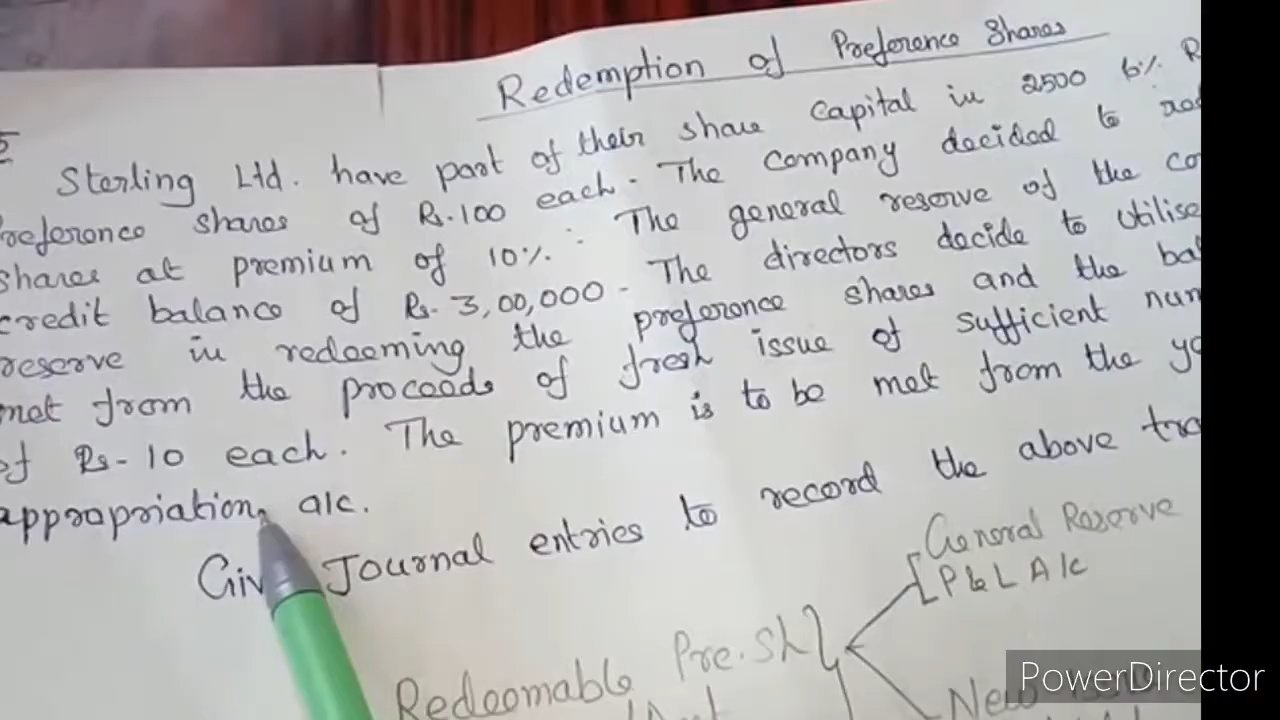 Redemption of Preference Shares
Sterling Ltd. have part of their share capital in 2500 6%
shares of Rs.100 each. The company decided to
shares at premium of 10%. The general reserve of the
credit balance of Rs. 3,00,000. The directors decide to utilise
reserve in redeeming the preference shares and the
met from the proceeds of fresh issue of sufficient
of Rs-10 each. The premium is to be met from the
appropriation a/c.
Journal entries to record the above
General Reserve
P & L A/c
Redeemable Pre.sh
New
PowerDirector